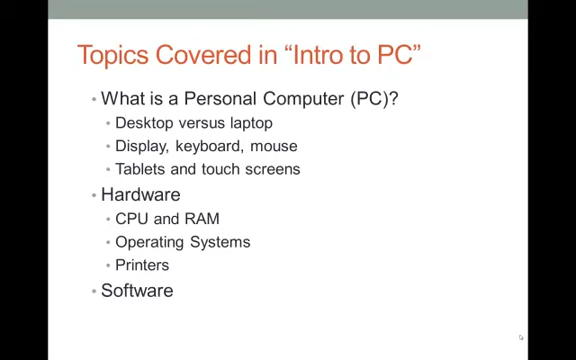 Topics Covered in “Intro to PC”
• What is a Personal Computer (PC)?
• Desktop versus laptop
• Display, keyboard, mouse
• Tablets and touch screens
• Hardware
• CPU and RAM
• Operating Systems
• Printers
• Software